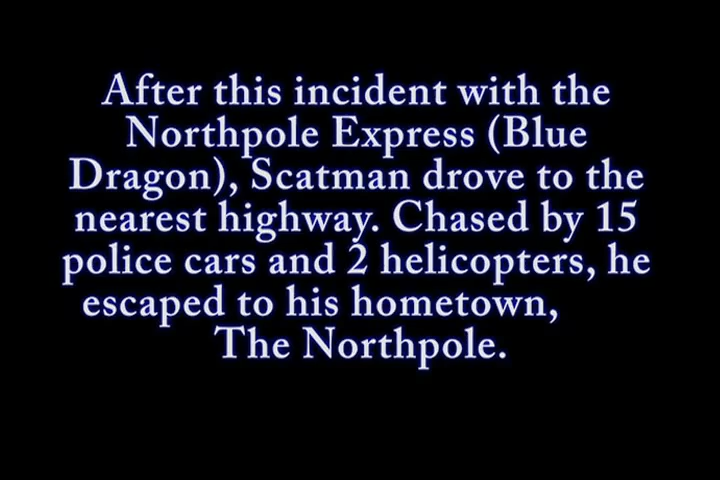 After this incident with the
Northpole Express (Blue
Dragon), Scatman drove to the
nearest highway. Chased by 15
police cars and 2 helicopters, he
escaped to his hometown,
The Northpole.